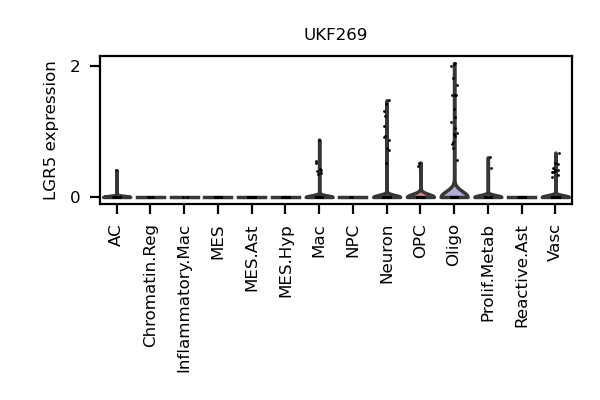 UKF269
LGR5 expression
2
0
AC
Chromatin.Reg
Inflammatory.Mac
MES
MES.Ast
MES.Hyp
Mac
NPC
Neuron
OPC
Oligo
Prolif.Metab
Reactive.Ast
Vasc